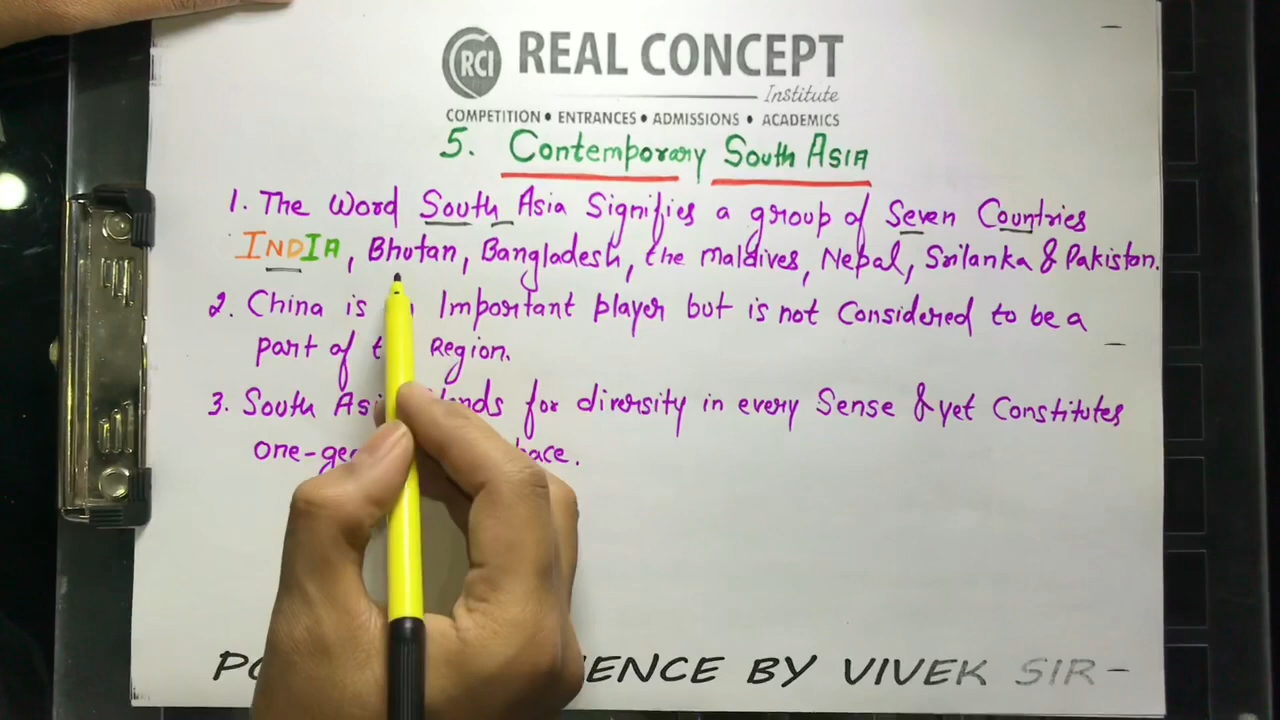 RCI REAL CONCEPT
Institute
COMPETITION • ENTRANCES • ADMISSIONS • ACADEMICS
5. Contemporary South ASIA
1. The Word South Asia Signifies a group of Seven Countries
INDIA, Bhutan, Bangladesh, the Maldives, Nepal, Srilanka & Pakistan.
2. China is Important player but is not Considered to be a
part of Region.
3. South for diversity in every Sense & yet Constitutes
one-
BY VIVEK SIR -